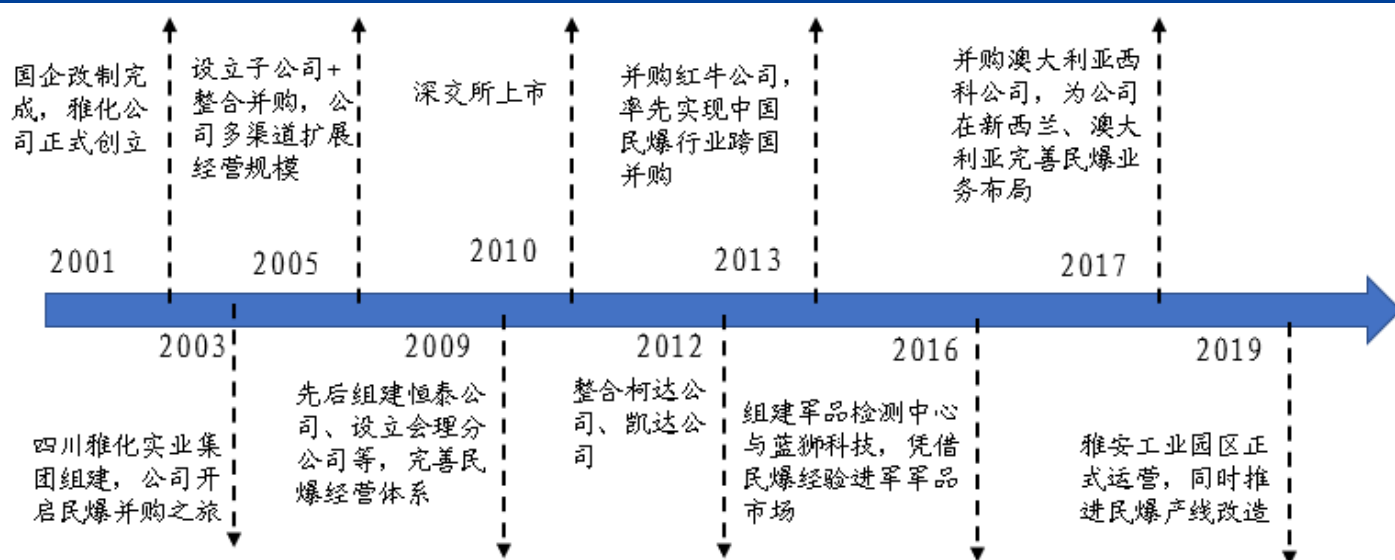 国企改制完
成，雅化公
司正式创立
设立子公司+
整合并购，公
司多渠道扩展
经营规模
深交所上市
并购红牛公司，
率先实现中国
民爆行业跨国
并购
并购澳大利亚西
科公司，为公司
在新西兰、澳大
利亚完善民爆业
务布局
2001
2005
2010
2013
2017
2003
2009
2012
2016
2019
四川雅化实业集
团组建，公司开
启民爆并购之旅
先后组建恒泰公
司、设立会理分
公司等，完善民
爆经营体系
整合柯达公
司、凯达公
司
组建军品检测中心
与蓝狮科技，凭借
民爆经验进军军品
市场
雅安工业园区正
式运营，同时推
进民爆产线改造